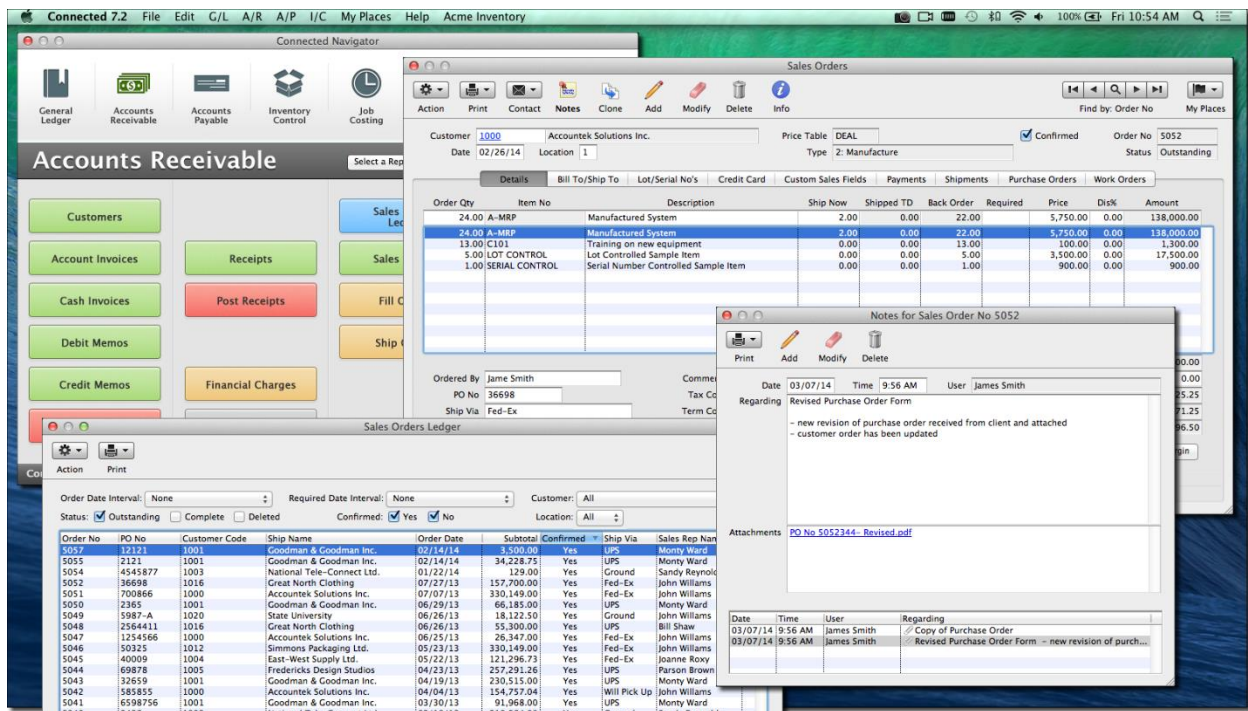 Connected 7.2 File Edit G/L A/R A/P I/C My Places Help Acme Inventory 100% Fri 10:54 AM
Connected Navigator
General Ledger
Accounts Receivable
Accounts Payable
Inventory Control
Job Costing
Accounts Receivable
Select a Rep
Customers
Sales
Account Invoices
Receipts
Sales
Cash Invoices
Post Receipts
Fill
Debit Memos
Ship
Credit Memos
Financial Charges
Sales Orders
Action Print Contact Notes Clone Add Modify Delete Info Find by: Order No My Places
Customer 1000 Accountek Solutions Inc. Price Table DEAL Confirmed Order No 5052
Date 02/26/14 Location 1 Type 2: Manufacture Status Outstanding
Details Bill To/Ship To Lot/Serial No's Credit Card Custom Sales Fields Payments Shipments Purchase Orders Work Orders
Order Qty Item No Description Ship Now Shipped TD Back Order Required Price Dis% Amount
24.00 A-MRP Manufactured System 2.00 0.00 22.00 5,750.00 0.00 138,000.00
24.00 A-MRP Manufactured System 2.00 0.00 22.00 5,750.00 0.00 138,000.00
13.00 C101 Training on new equipment 0.00 0.00 13.00 100.00 0.00 1,300.00
5.00 LOT CONTROL Lot Controlled Sample Item 0.00 0.00 5.00 3,500.00 0.00 17,500.00
1.00 SERIAL CONTROL Serial Number Controlled Sample Item 0.00 0.00 1.00 900.00 0.00 900.00
Ordered By Jame Smith Comme 0.00
PO No 36698 Tax Co 25.25
Ship Via Fed-Ex Term Co 71.25
96.50
gin
Notes for Sales Order No 5052
Print Add Modify Delete
Date 03/07/14 Time 9:56 AM User James Smith
Regarding Revised Purchase Order Form
- new revision of purchase order received from client and attached
- customer order has been updated
Attachments PO No 5052344- Revised.pdf
Date Time User Regarding
03/07/14 9:56 AM James Smith Copy of Purchase Order
03/07/14 9:56 AM James Smith Revised Purchase Order Form - new revision of purch...
Sales Orders Ledger
Action Print
Order Date Interval: None Required Date Interval: None Customer: All
Status: Outstanding Complete Deleted Confirmed: Yes No Location: All
Order No PO No Customer Code Ship Name Order Date Subtotal Confirmed Ship Via Sales Rep Nam
5057 12121 1001 Goodman & Goodman Inc. 02/14/14 3,500.00 Yes UPS Monty Ward
5055 2121 1001 Goodman & Goodman Inc. 02/14/14 34,228.75 Yes UPS Monty Ward
5054 4545877 1003 National Tele-Connect Ltd. 01/22/14 129.00 Yes Ground Sandy Reynol
5052 36698 1016 Great North Clothing 07/27/13 157,700.00 Yes Fed-Ex John Willams
5051 700866 1000 Accountek Solutions Inc. 07/07/13 330,149.00 Yes Fed-Ex John Willams
5050 2365 1001 Goodman & Goodman Inc. 06/29/13 66,185.00 Yes UPS Monty Ward
5049 5987-A 1020 State University 06/26/13 18,122.50 Yes Ground John Willams
5048 2564411 1016 Great North Clothing 06/26/13 55,300.00 Yes UPS Bill Shaw
5047 1254566 1000 Accountek Solutions Inc. 06/25/13 26,347.00 Yes Fed-Ex John Willams
5046 50325 1012 Simmons Packaging Ltd. 05/23/13 330,149.00 Yes Fed-Ex John Willams
5045 40009 1004 East-West Supply Ltd. 05/22/13 121,296.73 Yes Fed-Ex Joanne Roxy
5044 69878 1005 Fredericks Design Studios 04/23/13 257,291.26 Yes UPS Parson Brown
5043 32659 1001 Goodman & Goodman Inc. 04/19/13 230,515.00 Yes UPS Monty Ward
5042 585855 1000 Accountek Solutions Inc. 04/04/13 154,757.04 Yes Will Pick Up John Willams
5041 6598756 1001 Goodman & Goodman Inc. 03/30/13 91,968.00 Yes UPS Monty Ward